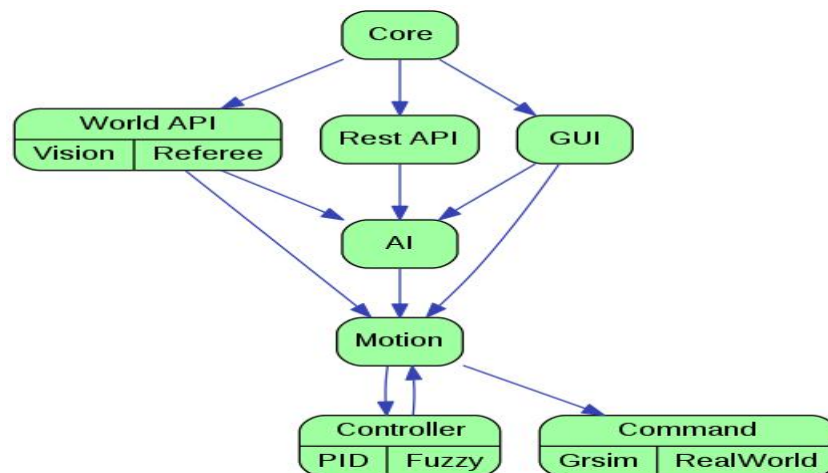 Core
World API
Vision Referee
Rest API
GUI
AI
Motion
Controller
PID Fuzzy
Command
Grsim RealWorld